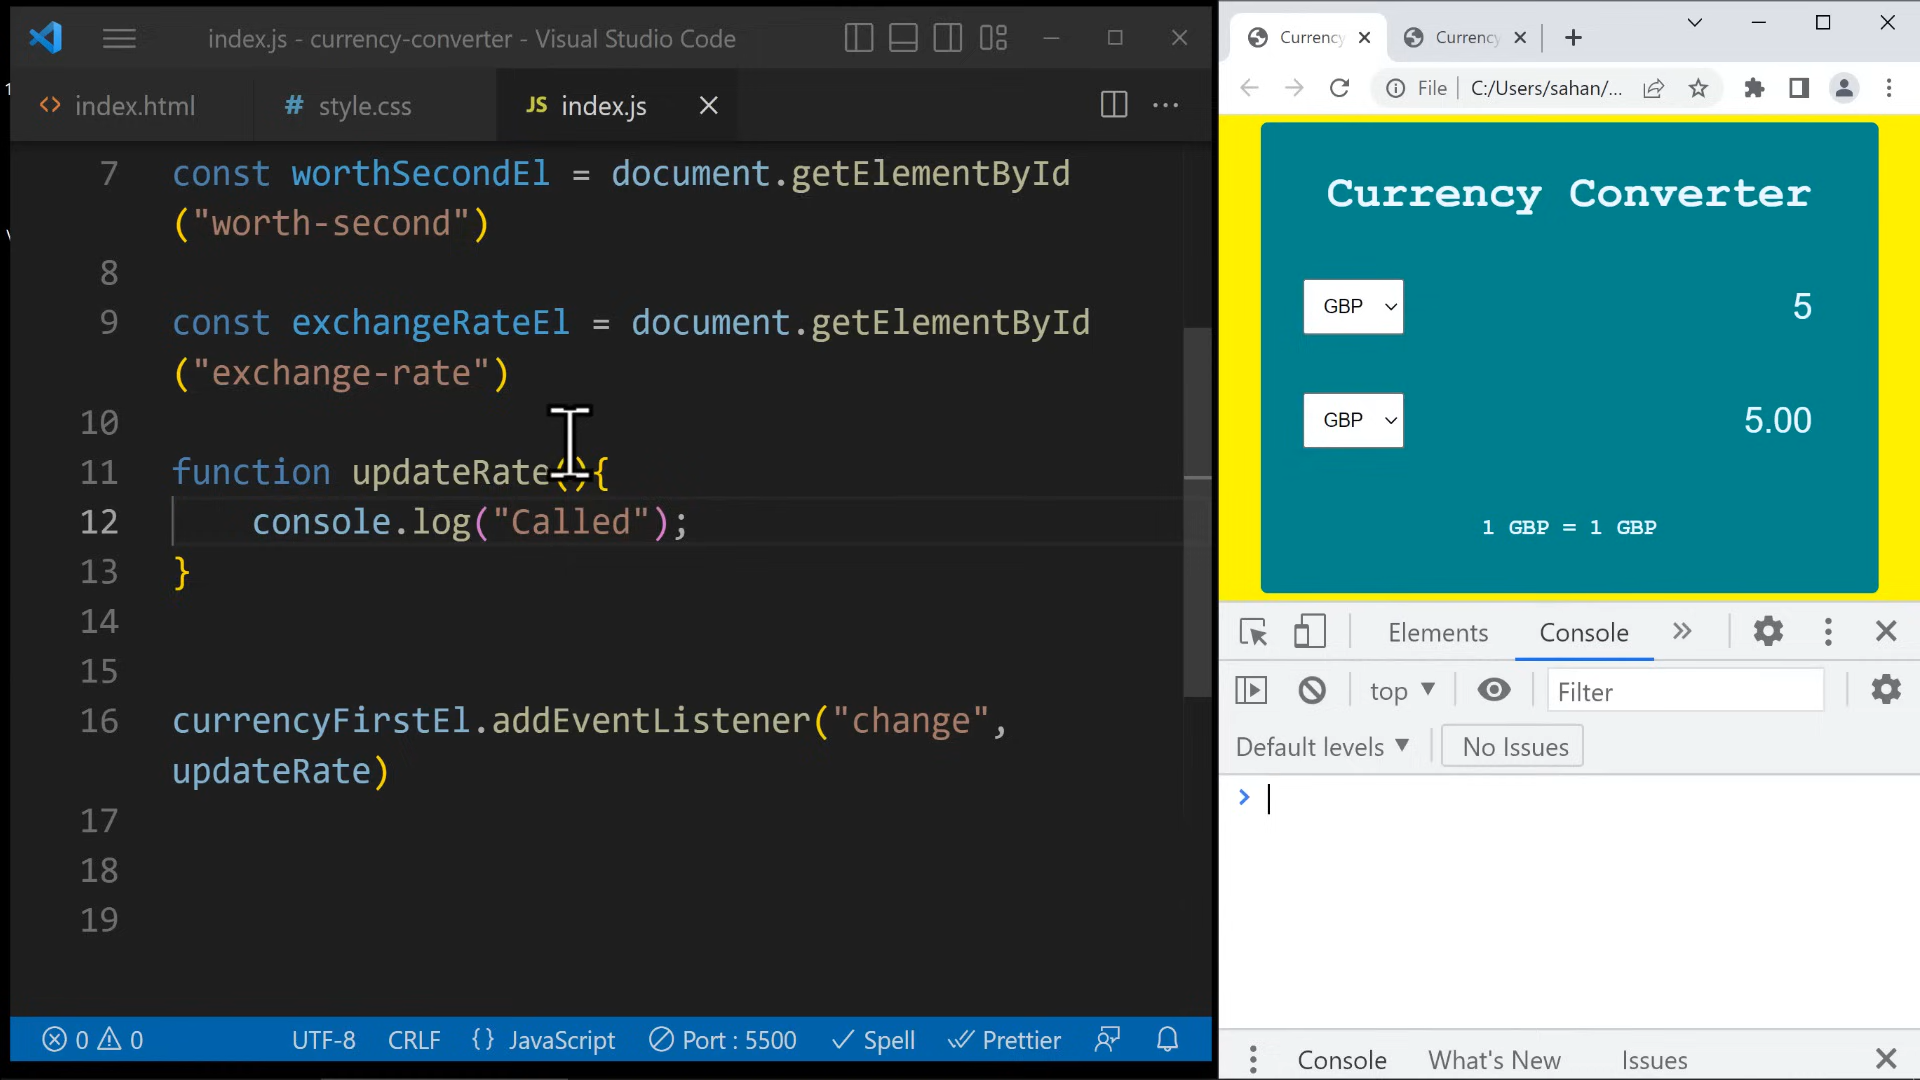 index.js - currency-converter - Visual Studio Code
<> index.html
# style.css
JS index.js
7 const worthSecondEl = document.getElementById
("worth-second")
8
9 const exchangeRateEl = document.getElementById
("exchange-rate")
10
11 function updateRate(){
12 console.log("Called");
13 }
14
15
16 currencyFirstEl.addEventListener("change",
updateRate)
17
18
19
0 0 UTF-8 CRLF {} JavaScript Port : 5500 Spell Prettier
Currency
Currency
File C:/Users/sahan/...
Currency Converter
GBP 5
GBP 5.00
1 GBP = 1 GBP
Elements Console
top Filter
Default levels No Issues
Console What's New Issues